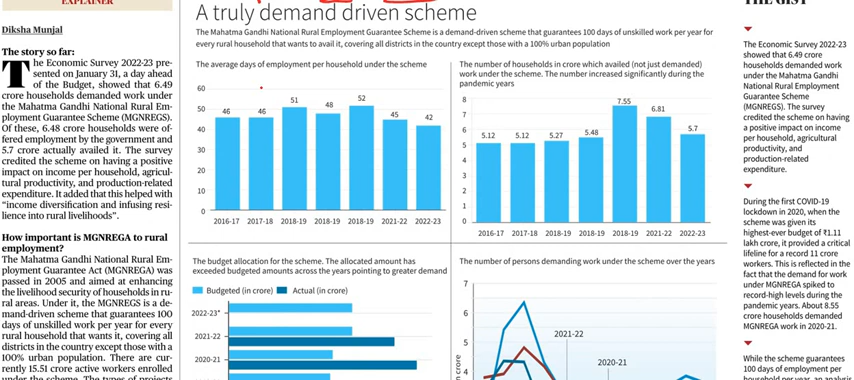 EXPLAINER
Diksha Munjal
The story so far:
The Economic Survey 2022-23 pre-
sented on January 31, a day ahead
of the Budget, showed that 6.49
crore households demanded work under
the Mahatma Gandhi National Rural Em-
ployment Guarantee Scheme (MGNREGS).
Of these, 6.48 crore households were of-
fered employment by the government and
5.7 crore actually availed it. The survey
credited the scheme on having a positive
impact on income per household, agricul-
tural productivity, and production-related
expenditure. It added that this helped with
“income diversification and infusing resi-
lience into rural livelihoods”.
How important is MGNREGA to rural
employment?
The Mahatma Gandhi National Rural Em-
ployment Guarantee Act (MGNREGA) was
passed in 2005 and aimed at enhancing
the livelihood security of households in ru-
ral areas. Under it, the MGNREGS is a de-
mand-driven scheme that guarantees 100
days of unskilled work per year for every
rural household that wants it, covering all
districts in the country except those with a
100% urban population. There are cur-
rently 15.51 crore active workers enrolled
under the scheme. The types of projects
A truly demand driven scheme
The Mahatma Gandhi National Rural Employment Guarantee Scheme is a demand-driven scheme that guarantees 100 days of unskilled work per year for
every rural household that wants to avail it, covering all districts in the country except those with a 100% urban population
The average days of employment per household under the scheme
60
50
40
30
20
10
0
46 46 51 48 52 45 42
2016-17 2017-18 2018-19 2018-19 2018-19 2021-22 2022-23
The number of households in crore which availed (not just demanded)
work under the scheme. The number increased significantly during the
pandemic years
8
7
6
5
4
3
2
1
0
5.12 5.12 5.27 5.48 7.55 6.81 5.7
2016-17 2017-18 2018-19 2018-19 2018-19 2021-22 2022-23
The budget allocation for the scheme. The allocated amount has
exceeded budgeted amounts across the years pointing to greater demand
Budgeted (in crore) Actual (in crore)
2022-23*
2021-22
2020-21
The number of persons demanding work under the scheme over the years
7
6
5
4
in crore
2021-22
2020-21
THE GIST
The Economic Survey 2022-23
showed that 6.49 crore
households demanded work
under the Mahatma Gandhi
National Rural Employment
Guarantee Scheme
(MGNREGS). The survey
credited the scheme on having
a positive impact on income
per household, agricultural
productivity, and
production-related
expenditure.
During the first COVID-19
lockdown in 2020, when the
scheme was given its
highest-ever budget of ₹1.11
lakh crore, it provided a critical
lifeline for a record 11 crore
workers. This is reflected in the
fact that the demand for work
under MGNREGA spiked to
record-high levels during the
pandemic years. About 8.55
crore households demanded
MGNREGA work in 2020-21.
While the scheme guarantees
100 days of employment per
household per year, an analysis